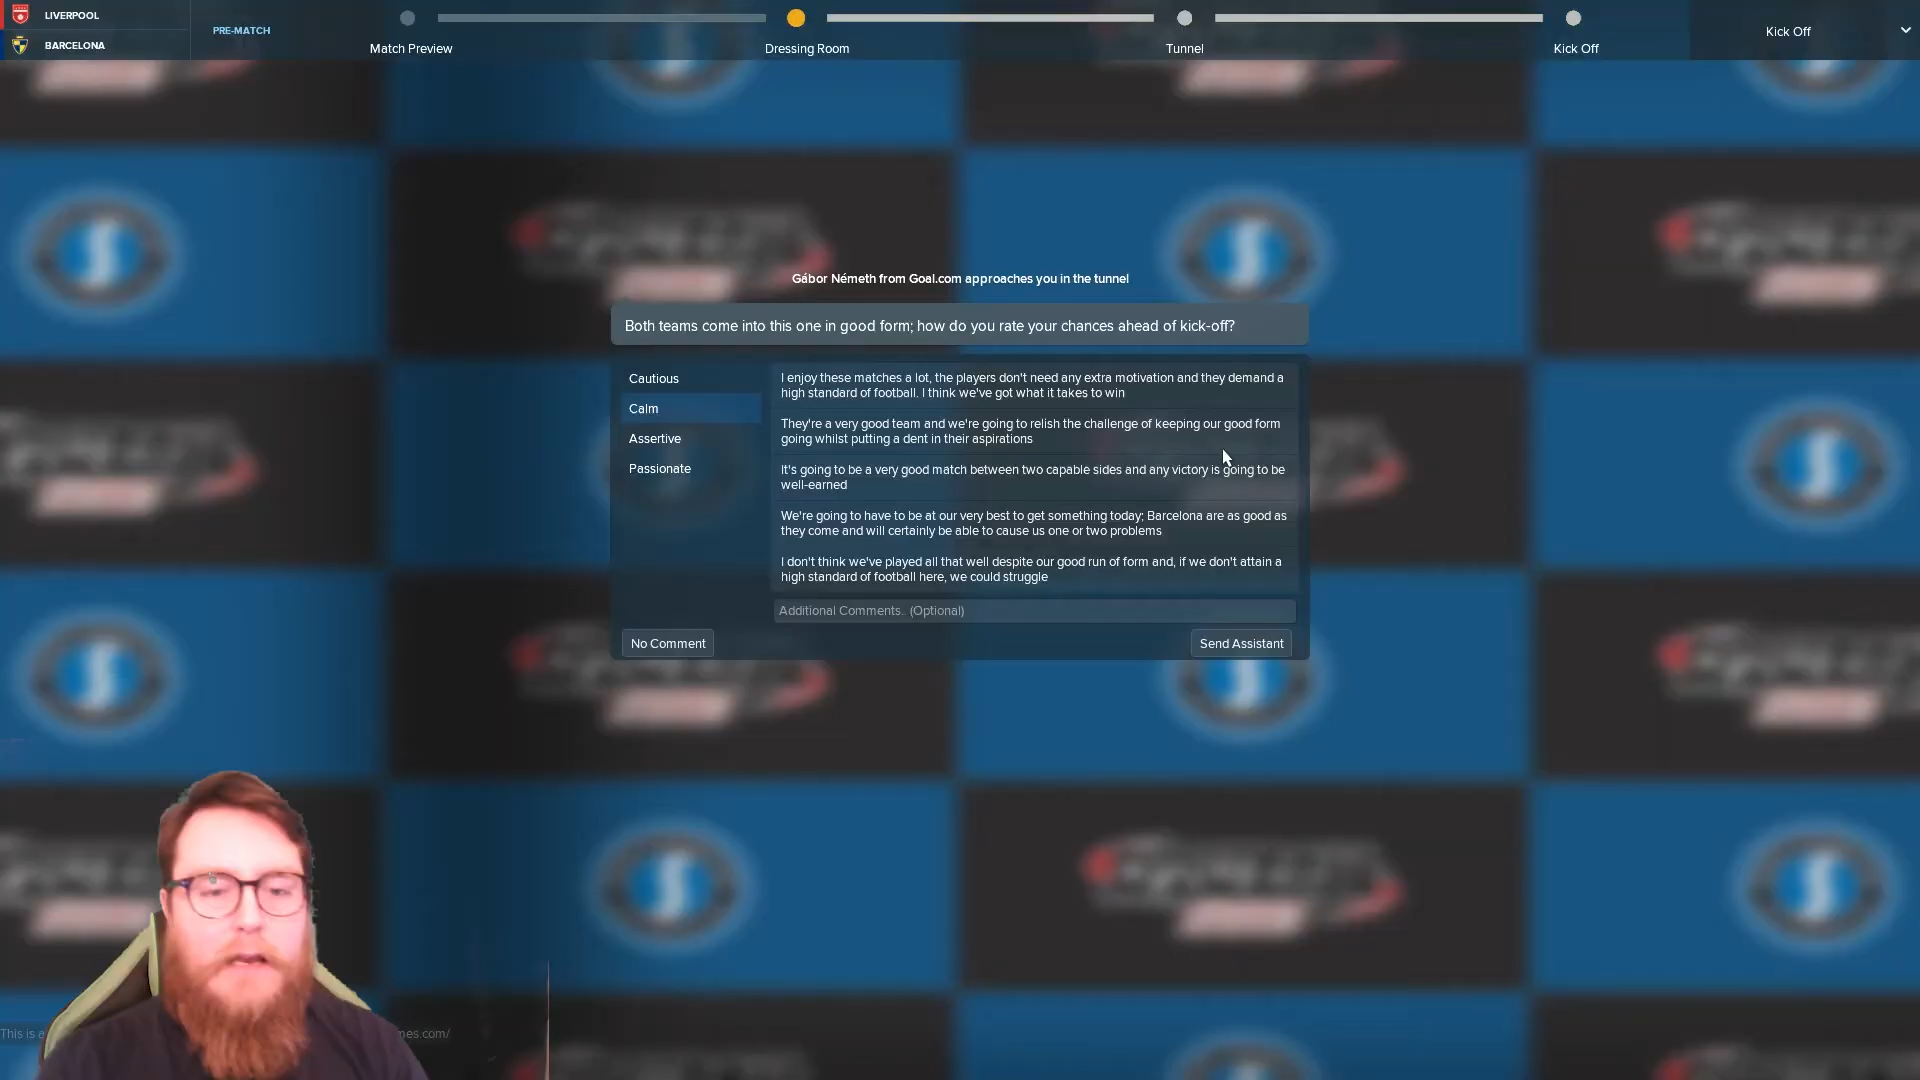 LIVERPOOL
BARCELONA
PRE-MATCH
Match Preview
Dressing Room
Tunnel
Kick Off
Kick Off
Gábor Németh from Goal.com approaches you in the tunnel
Both teams come into this one in good form; how do you rate your chances ahead of kick-off?
Cautious
Calm
Assertive
Passionate
I enjoy these matches a lot, the players don't need any extra motivation and they demand a
high standard of football. I think we've got what it takes to win
They're a very good team and we're going to relish the challenge of keeping our good form
going whilst putting a dent in their aspirations
It's going to be a very good match between two capable sides and any victory is going to be
well-earned
We're going to have to be at our very best to get something today; Barcelona are as good as
they come and will certainly be able to cause us one or two problems
I don't think we've played all that well despite our good run of form and, if we don't attain a
high standard of football here, we could struggle
Additional Comments.. (Optional)
No Comment
Send Assistant
This is a
mes.com/